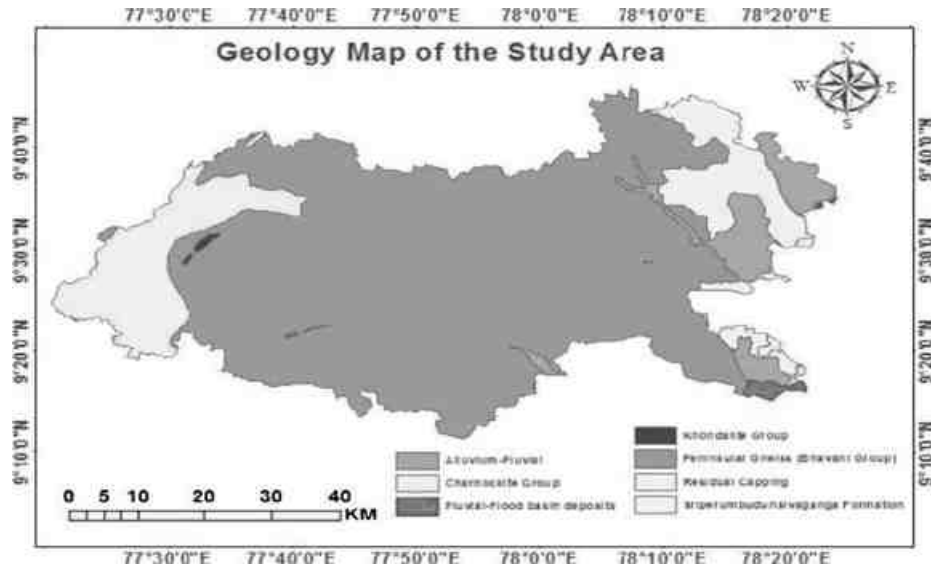 77°30'0"E 77°40'0"E 77°50'0"E 78°0'0"E 78°10'0"E 78°20'0"E
Geology Map of the Study Area
N
W E
S
9°40'0"N 9°40'0"N
9°30'0"N 9°30'0"N
9°20'0"N 9°20'0"N
9°10'0"N 9°10'0"N
Alluvium-Fluvial
Charnockite Group
Fluvial-Flood basin deposits
Khondalite Group
Peninsular Gneiss (Bhavani Group)
Residual Capping
0 5 10 20 30 40
KM
77°30'0"E 77°40'0"E 77°50'0"E 78°0'0"E 78°10'0"E 78°20'0"E